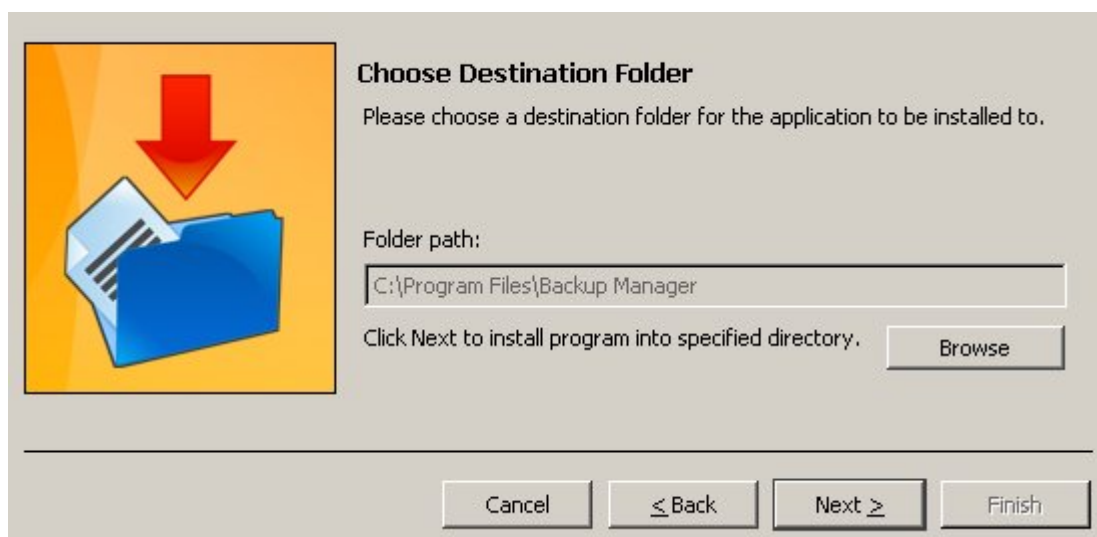 Choose Destination Folder
Please choose a destination folder for the application to be installed to.
Folder path:
C:\Program Files\Backup Manager
Click Next to install program into specified directory.
Browse
Cancel
< Back
Next >
Finish